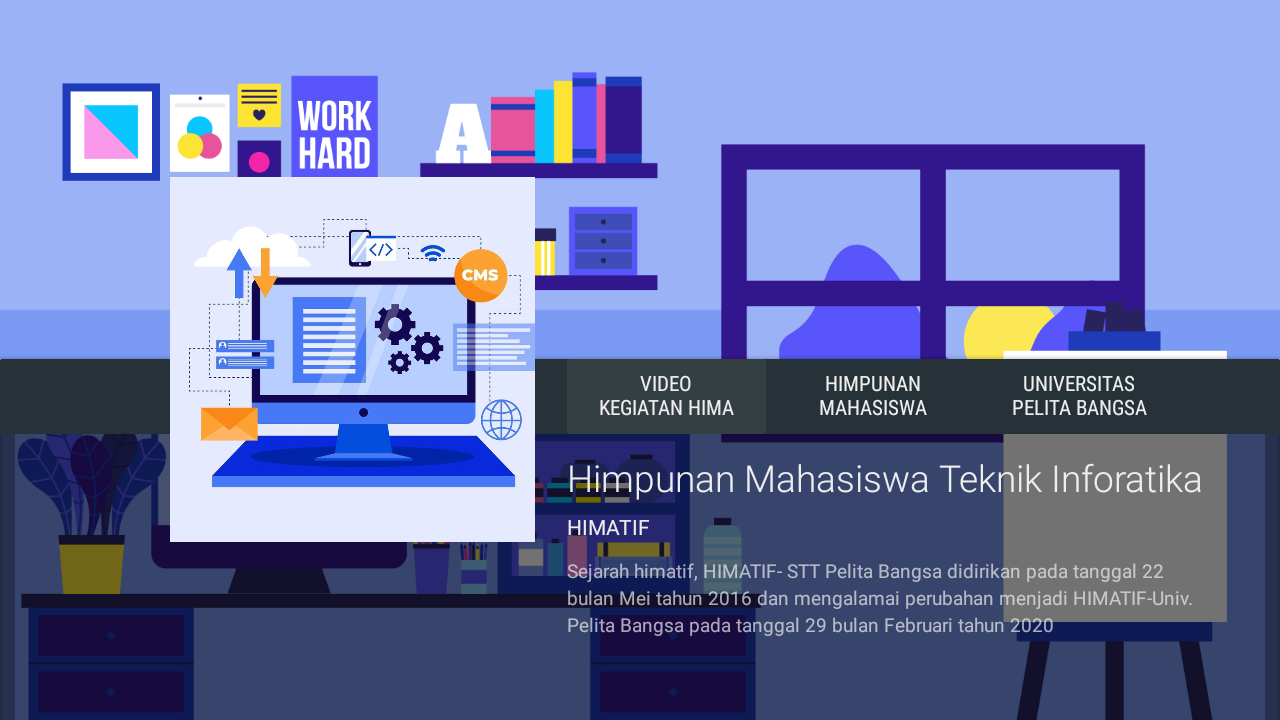 WORK
HARD
A
</>
CMS
VIDEO
KEGIATAN HIMA
HIMPUNAN
MAHASISWA
UNIVERSITAS
PELITA BANGSA
Himpunan Mahasiswa Teknik Inforatika
HIMATIF
Sejarah himatif, HIMATIF- STT Pelita Bangsa didirikan pada tanggal 22
bulan Mei tahun 2016 dan mengalamai perubahan menjadi HIMATIF-Univ.
Pelita Bangsa pada tanggal 29 bulan Februari tahun 2020